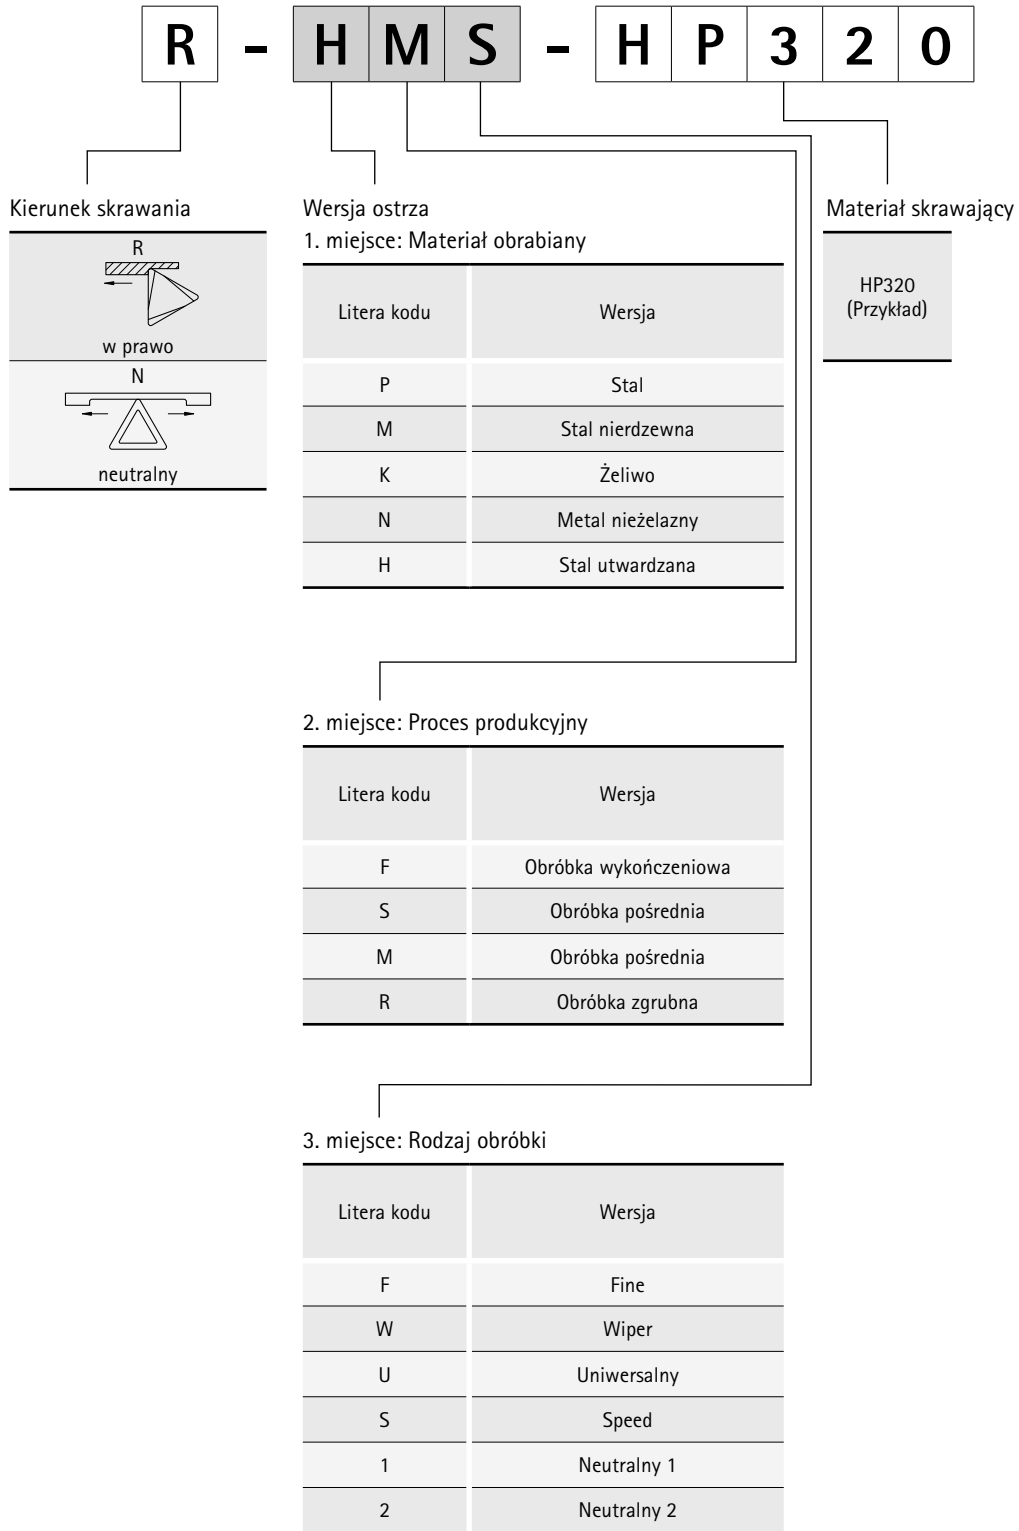 R - HMS - HP320
Kierunek skrawania
R
w prawo
N
neutralny
Wersja ostrza
1. miejsce: Materiał obrabiany
Litera kodu Wersja
P Stal
M Stal nierdzewna
K Żeliwo
N Metal nieżelazny
H Stal utwardzana
2. miejsce: Proces produkcyjny
Litera kodu Wersja
F Obróbka wykończeniowa
S Obróbka pośrednia
M Obróbka pośrednia
R Obróbka zgrubna
3. miejsce: Rodzaj obróbki
Litera kodu Wersja
F Fine
W Wiper
U Uniwersalny
S Speed
1 Neutralny 1
2 Neutralny 2
Materiał skrawający
HP320
(Przykład)